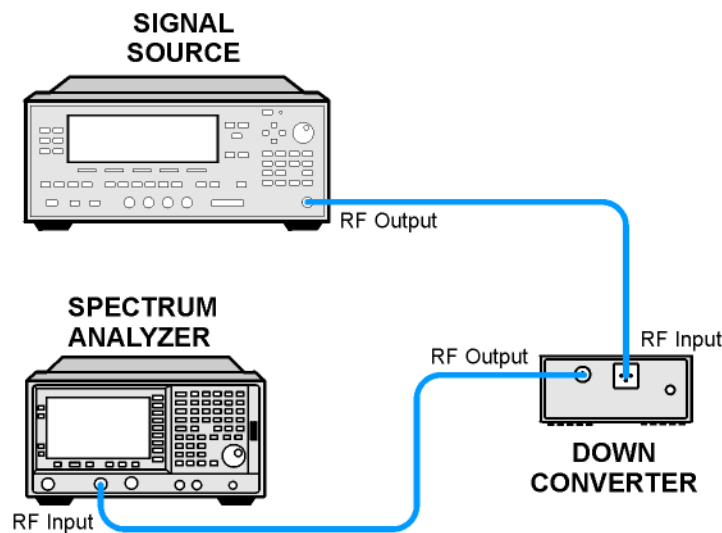 SIGNAL
SOURCE
RF Output
SPECTRUM
ANALYZER
RF Input
RF Output
RF Input
DOWN
CONVERTER